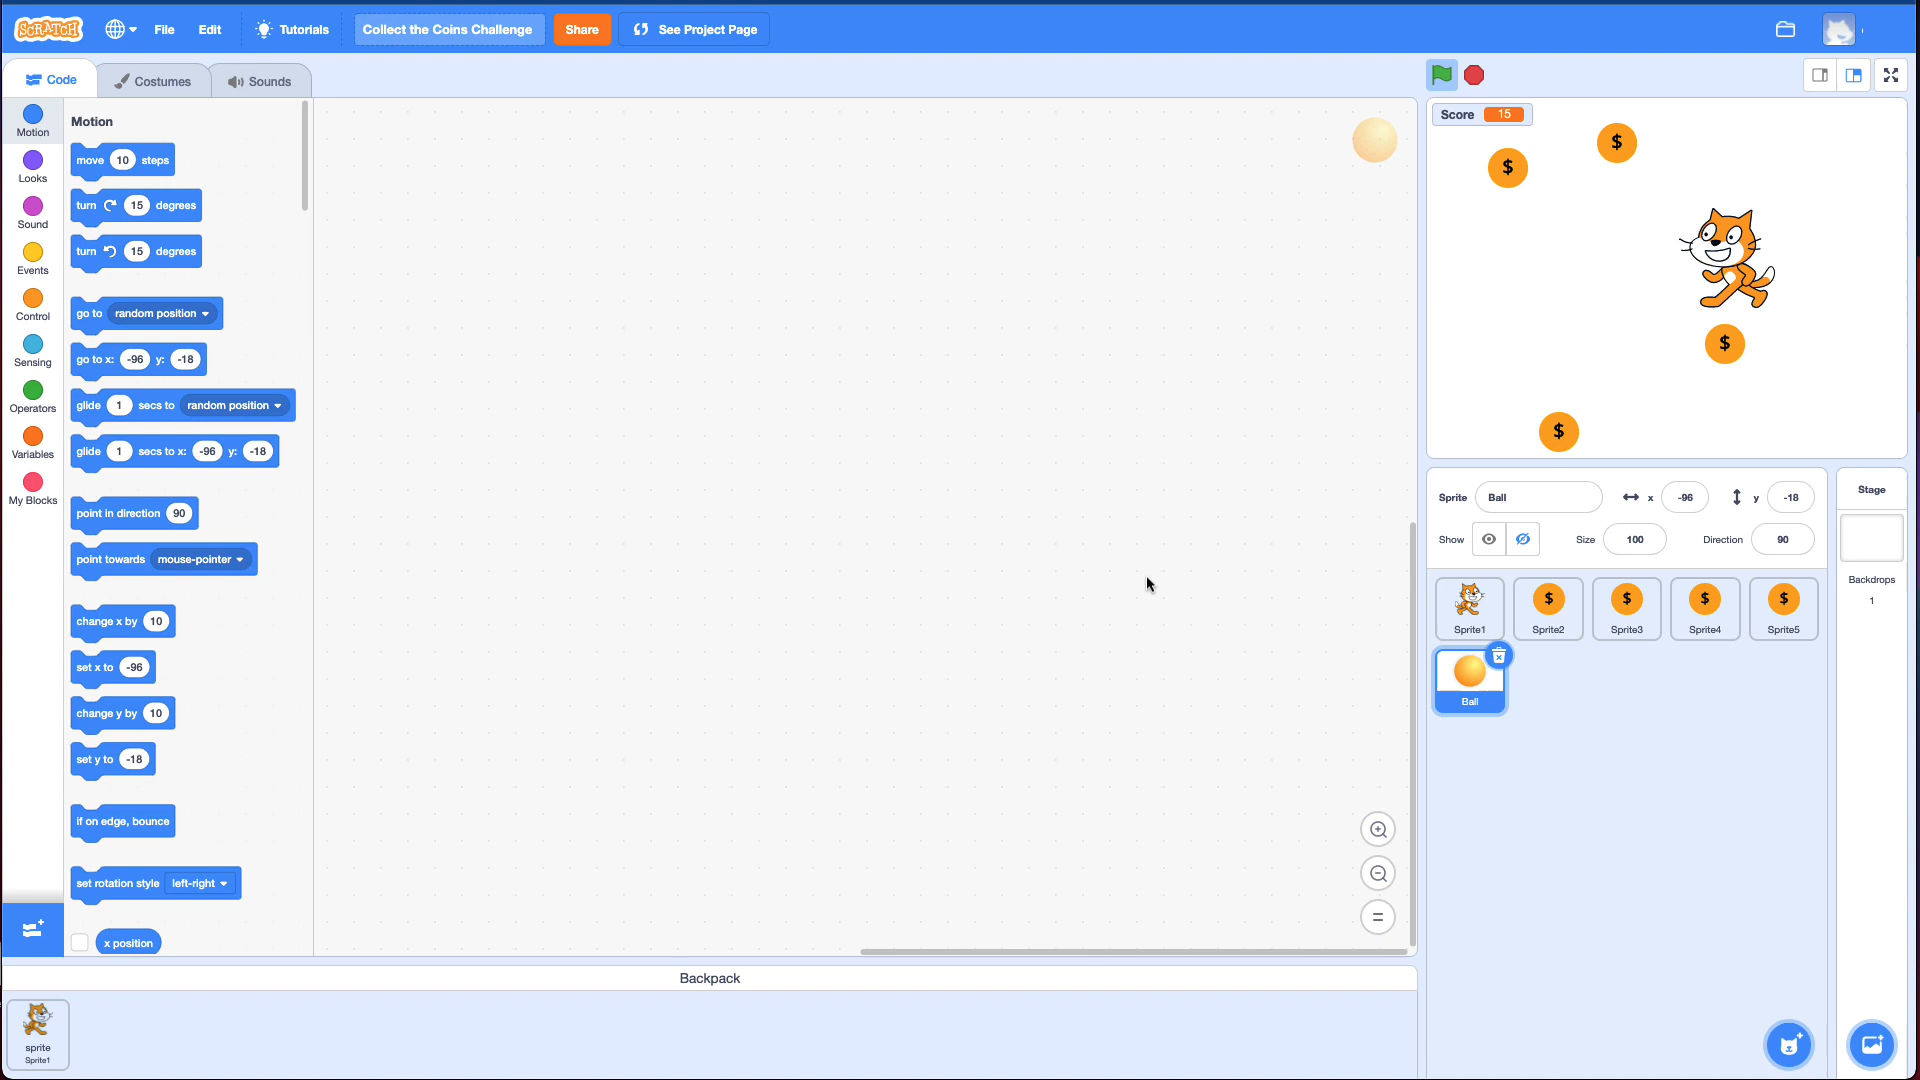 SCRATCH
File
Edit
Tutorials
Collect the Coins Challenge
Share
See Project Page
Code
Costumes
Sounds
Motion
Looks
Sound
Events
Control
Sensing
Operators
Variables
My Blocks
Motion
move 10 steps
turn 15 degrees
turn 15 degrees
go to random position
go to x: -96 y: -18
glide 1 secs to random position
glide 1 secs to x: -96 y: -18
point in direction 90
point towards mouse-pointer
change x by 10
set x to -96
change y by 10
set y to -18
if on edge, bounce
set rotation style left-right
x position
Backpack
sprite
Sprite1
Score 15
$
$
$
$
Sprite Ball x -96 y -18
Show Size 100 Direction 90
$ $ $ $
Sprite1 Sprite2 Sprite3 Sprite4 Sprite5
Ball
Stage
Backdrops
1